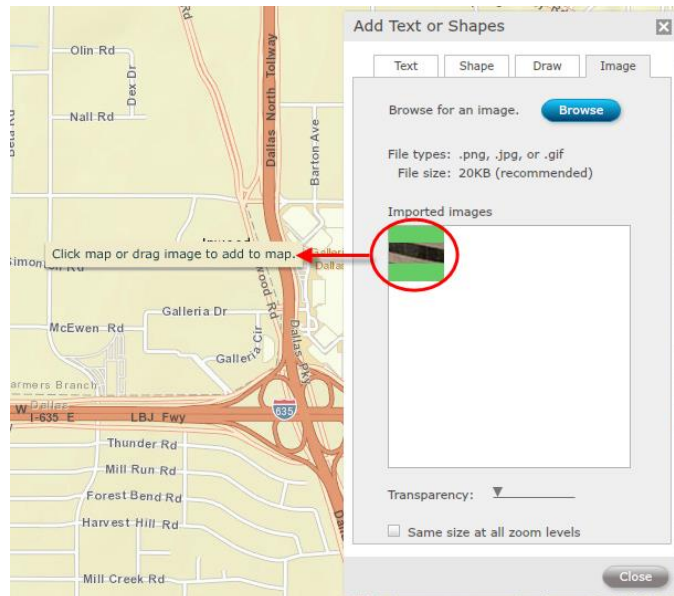 Add Text or Shapes
Text Shape Draw Image
Browse for an image. Browse
File types: .png, .jpg, or .gif
File size: 20KB (recommended)
Imported images
Transparency:
Same size at all zoom levels
Close
Rd
Olin Rd
Dex Dr
Nall Rd
Dallas North Tollway
Barton Ave
Click map or drag image to add to map.
Rd
Galleria Dr
McEwen Rd
Galleria Cir
Dallas Pky
W
I-635 E
LBJ Fwy
635
Thunder Rd
Mill Run Rd
Forest Bend Rd
Harvest Hill Rd
Mill Creek Rd